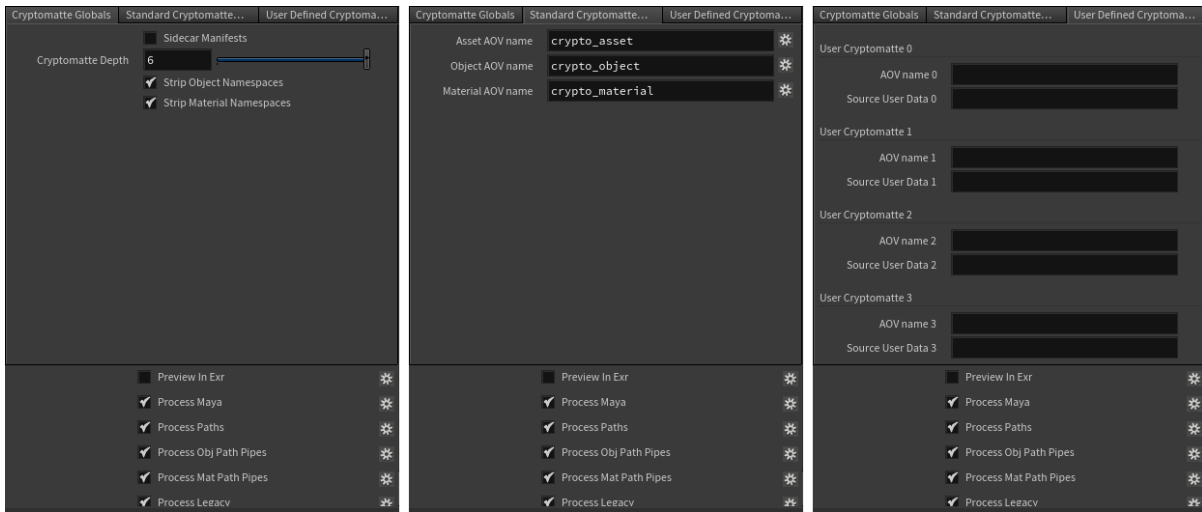 Cryptomatte Globals Standard Cryptomatte... User Defined Cryptoma...
Sidecar Manifests
Cryptomatte Depth 6
Strip Object Namespaces
Strip Material Namespaces
Preview In Exr
Process Maya
Process Paths
Process Obj Path Pipes
Process Mat Path Pipes
Process Legacy
Cryptomatte Globals Standard Cryptomatte... User Defined Cryptoma...
Asset AOV name crypto_asset
Object AOV name crypto_object
Material AOV name crypto_material
Preview In Exr
Process Maya
Process Paths
Process Obj Path Pipes
Process Mat Path Pipes
Process Legacy
Cryptomatte Globals Standard Cryptomatte... User Defined Cryptoma...
User Cryptomatte 0
AOV name 0
Source User Data 0
User Cryptomatte 1
AOV name 1
Source User Data 1
User Cryptomatte 2
AOV name 2
Source User Data 2
User Cryptomatte 3
AOV name 3
Source User Data 3
Preview In Exr
Process Maya
Process Paths
Process Obj Path Pipes
Process Mat Path Pipes
Process Legacy